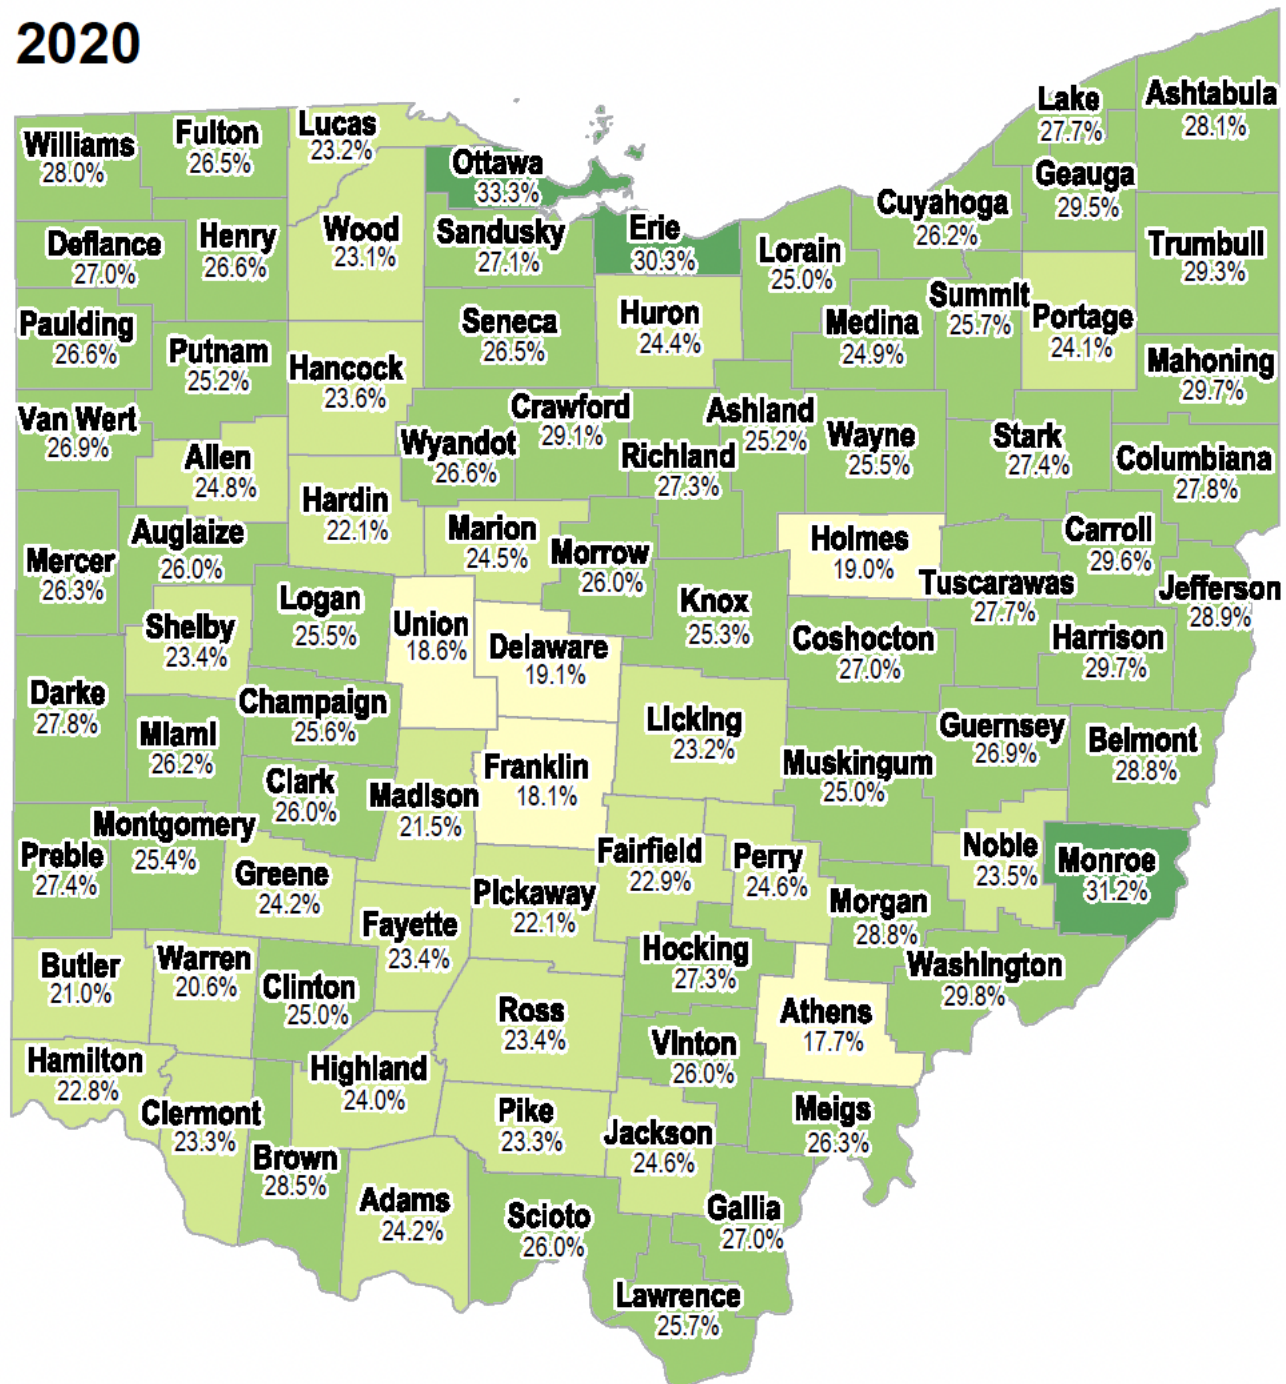 2020
Williams
28.0%
Fulton
26.5%
Lucas
23.2%
Ottawa
33.3%
Lake
27.7%
Ashtabula
28.1%
Geauga
29.5%
Cuyahoga
26.2%
Defiance
27.0%
Henry
26.6%
Wood
23.1%
Sandusky
27.1%
Erie
30.3%
Lorain
25.0%
Trumbull
29.3%
Paulding
26.6%
Putnam
25.2%
Hancock
23.6%
Seneca
26.5%
Huron
24.4%
Medina
24.9%
Summit
25.7%
Portage
24.1%
Mahoning
29.7%
Van Wert
26.9%
Allen
24.8%
Wyandot
26.6%
Crawford
29.1%
Richland
27.3%
Ashland
25.2%
Wayne
25.5%
Stark
27.4%
Columbiana
27.8%
Mercer
26.3%
Auglaize
26.0%
Hardin
22.1%
Marion
24.5%
Morrow
26.0%
Holmes
19.0%
Tuscarawas
27.7%
Carroll
29.6%
Jefferson
28.9%
Shelby
23.4%
Logan
25.5%
Union
18.6%
Delaware
19.1%
Knox
25.3%
Coshocton
27.0%
Harrison
29.7%
Darke
27.8%
Miami
26.2%
Champaign
25.6%
Licking
23.2%
Guernsey
26.9%
Belmont
28.8%
Clark
26.0%
Madison
21.5%
Franklin
18.1%
Muskingum
25.0%
Preble
27.4%
Montgomery
25.4%
Greene
24.2%
Fayette
23.4%
Pickaway
22.1%
Fairfield
22.9%
Perry
24.6%
Morgan
28.8%
Noble
23.5%
Monroe
31.2%
Butler
21.0%
Warren
20.6%
Clinton
25.0%
Ross
23.4%
Hocking
27.3%
Athens
17.7%
Washington
29.8%
Hamilton
22.8%
Clermont
23.3%
Highland
24.0%
Pike
23.3%
Vinton
26.0%
Jackson
24.6%
Meigs
26.3%
Brown
28.5%
Adams
24.2%
Scioto
26.0%
Gallia
27.0%
Lawrence
25.7%